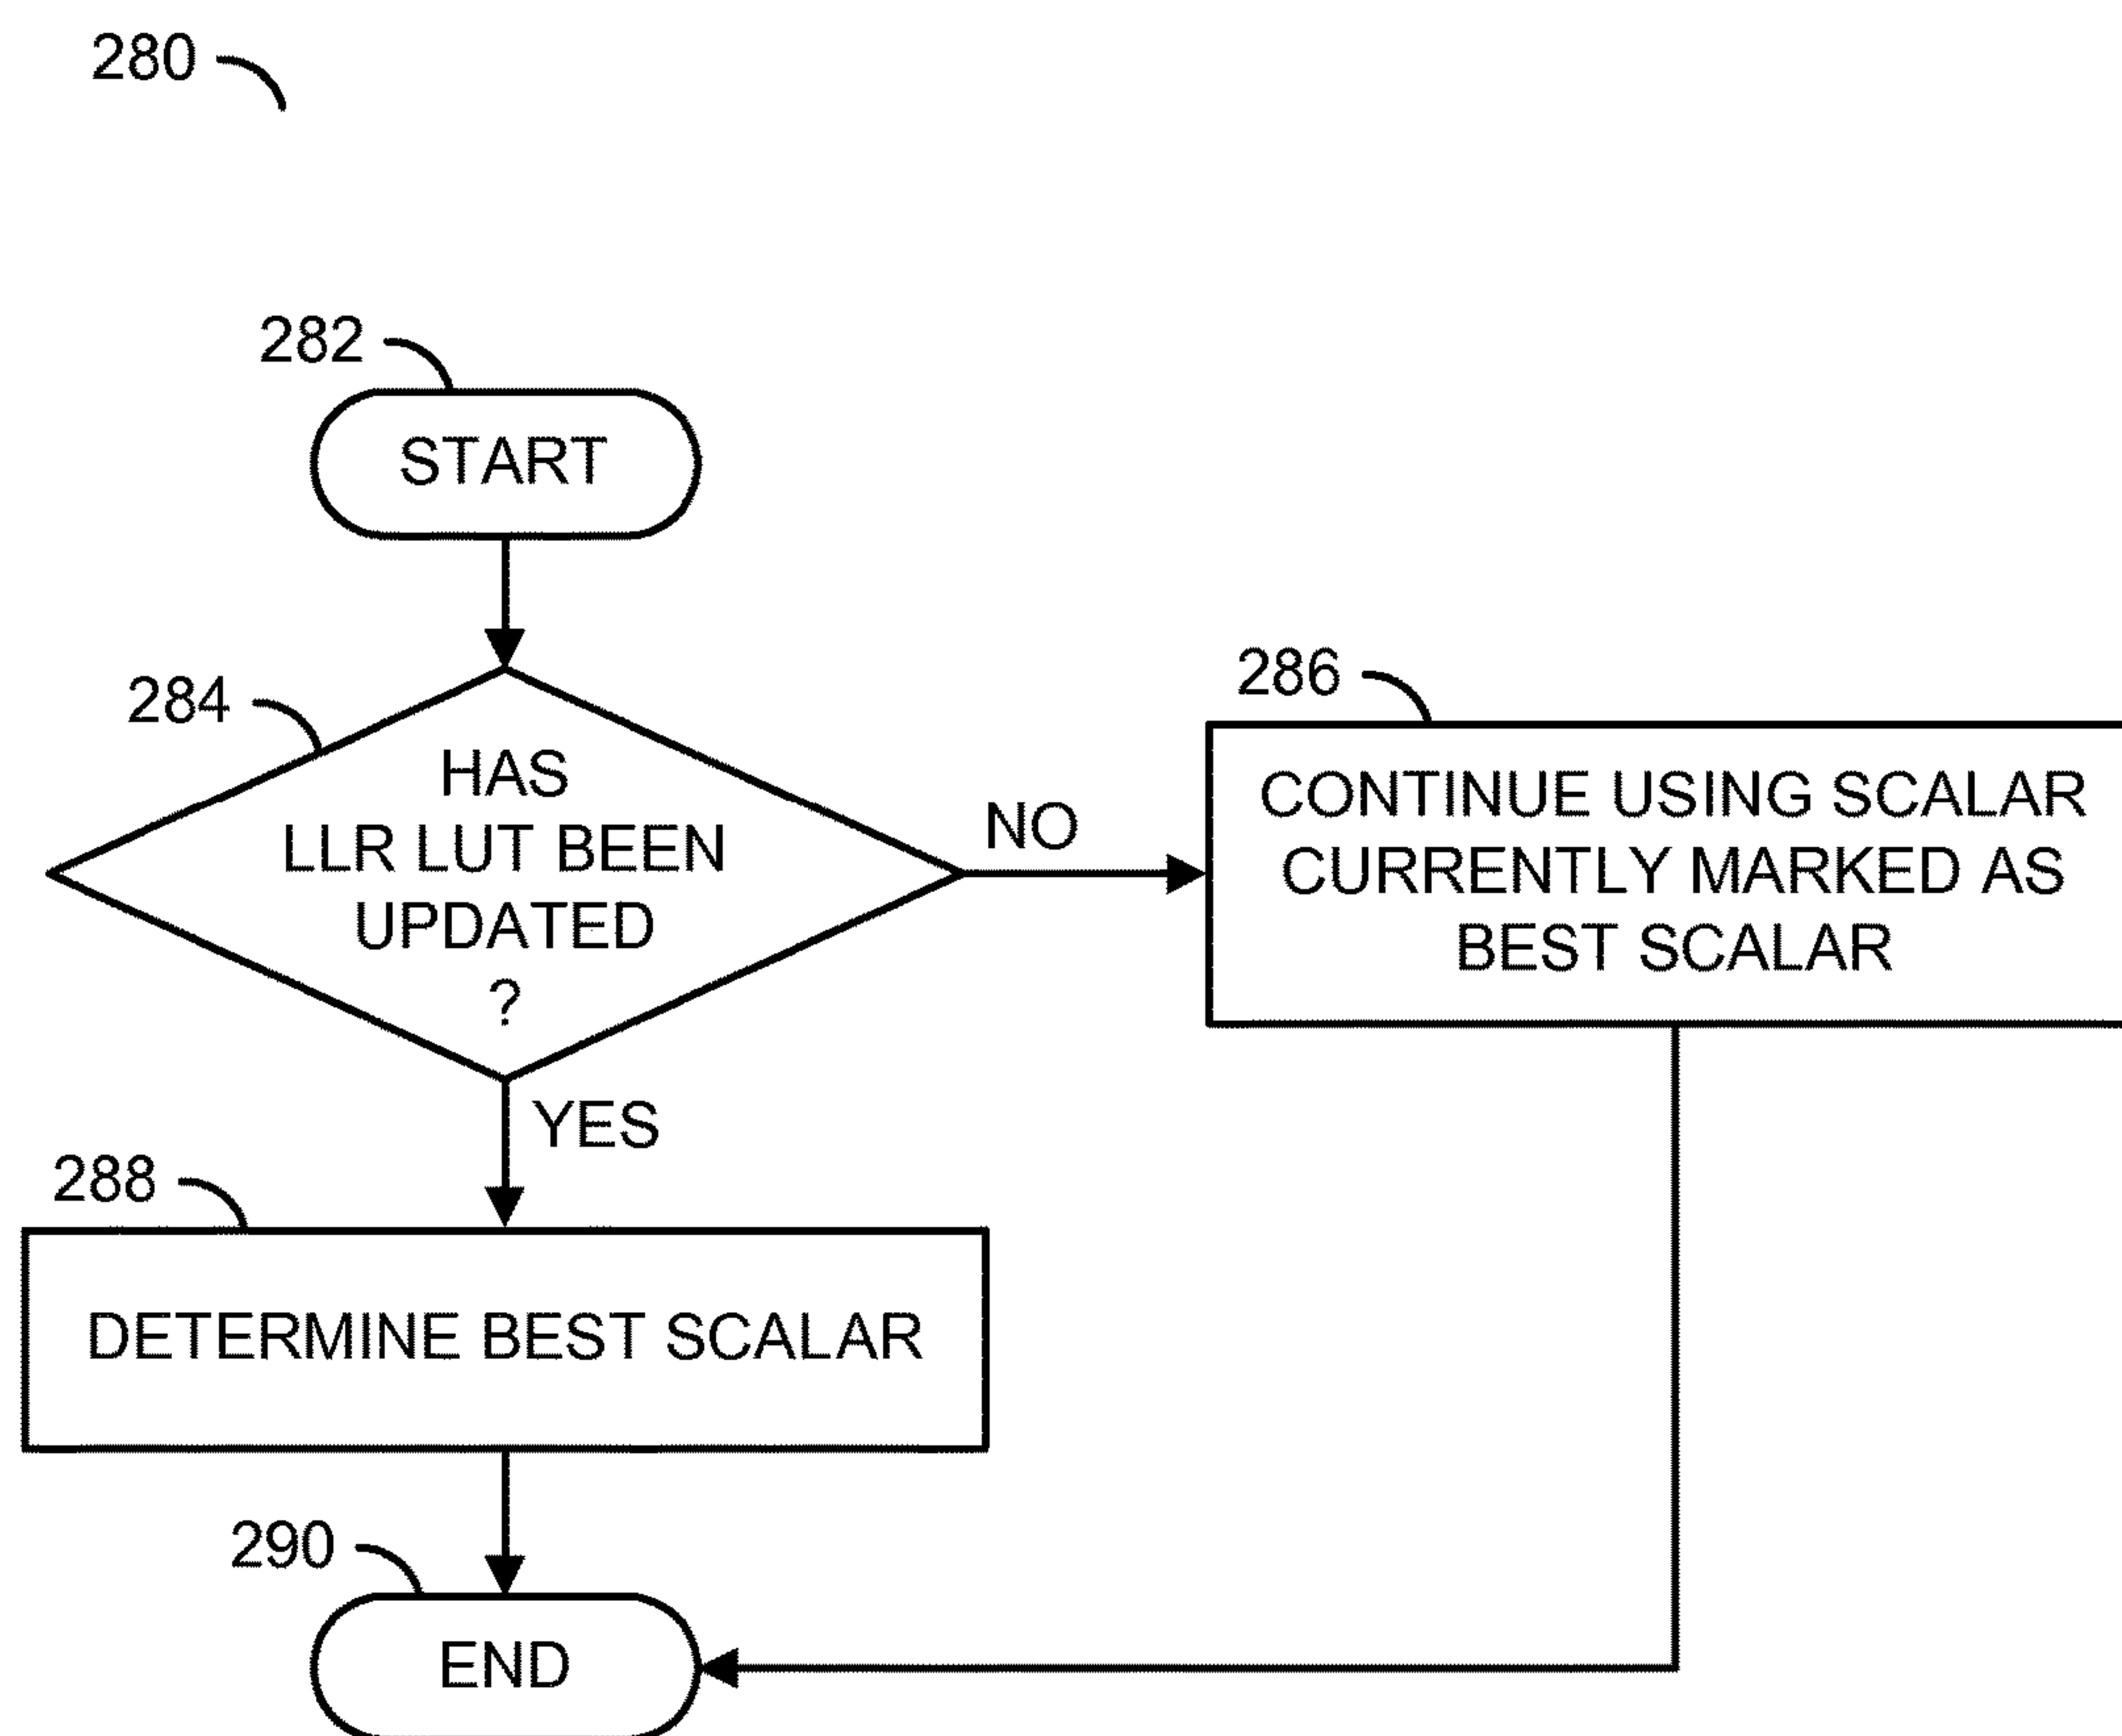 280
282
START
284
HAS
LLR LUT BEEN
UPDATED
?
NO
286
CONTINUE USING SCALAR
CURRENTLY MARKED AS
BEST SCALAR
YES
288
DETERMINE BEST SCALAR
290
END